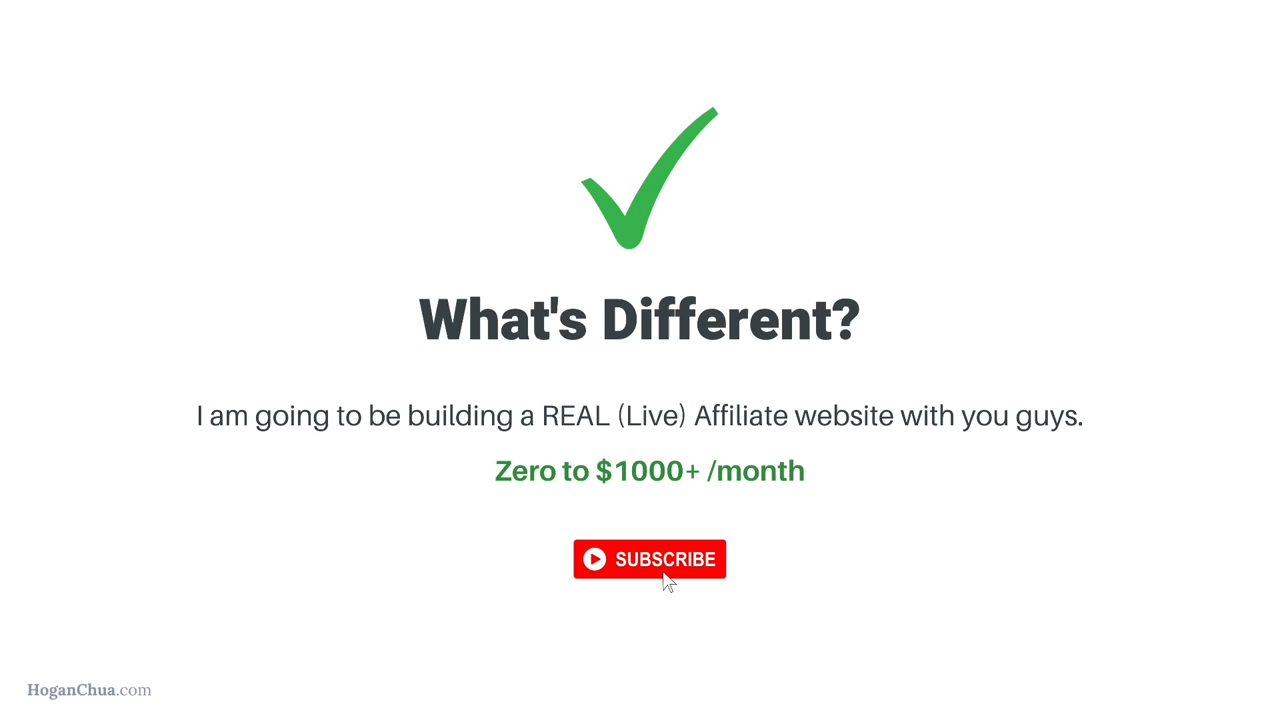 What's Different?
I am going to be building a REAL (Live) Affiliate website with you guys.
Zero to $1000+ /month
SUBSCRIBE
HoganChua.com